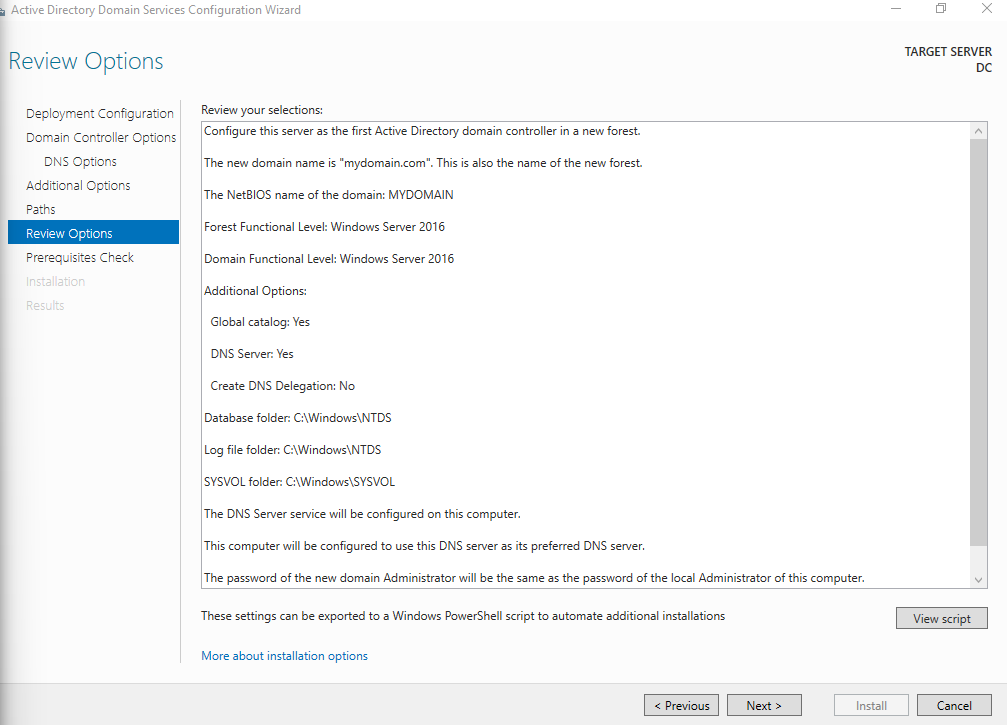 Active Directory Domain Services Configuration Wizard
Review Options
TARGET SERVER
DC
Deployment Configuration
Domain Controller Options
DNS Options
Additional Options
Paths
Review Options
Prerequisites Check
Installation
Results
Review your selections:
Configure this server as the first Active Directory domain controller in a new forest.
The new domain name is "mydomain.com". This is also the name of the new forest.
The NetBIOS name of the domain: MYDOMAIN
Forest Functional Level: Windows Server 2016
Domain Functional Level: Windows Server 2016
Additional Options:
Global catalog: Yes
DNS Server: Yes
Create DNS Delegation: No
Database folder: C:\Windows\NTDS
Log file folder: C:\Windows\NTDS
SYSVOL folder: C:\Windows\SYSVOL
The DNS Server service will be configured on this computer.
This computer will be configured to use this DNS server as its preferred DNS server.
The password of the new domain Administrator will be the same as the password of the local Administrator of this computer.
These settings can be exported to a Windows PowerShell script to automate additional installations
View script
More about installation options
< Previous
Next >
Install
Cancel